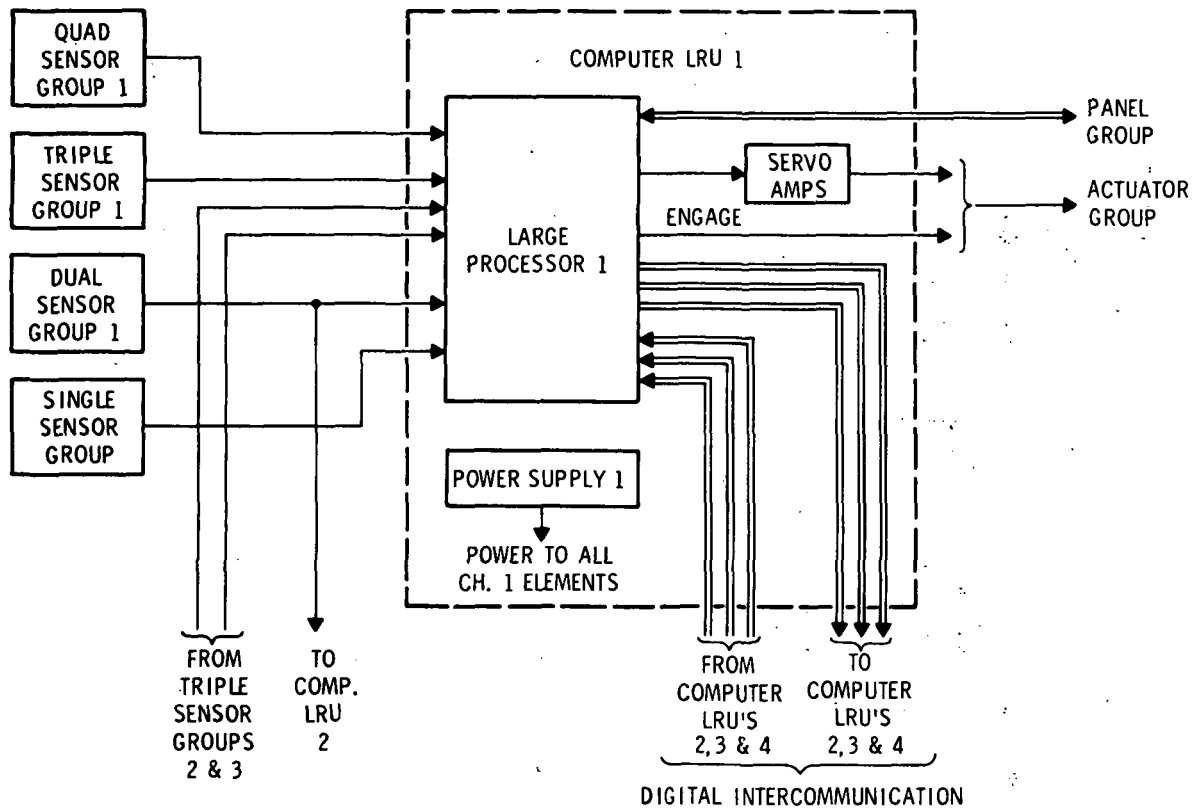 QUAD
SENSOR
GROUP 1
TRIPLE
SENSOR
GROUP 1
DUAL
SENSOR
GROUP 1
SINGLE
SENSOR
GROUP
COMPUTER LRU 1
LARGE
PROCESSOR 1
SERVO
AMPS
ENGAGE
PANEL
GROUP
ACTUATOR
GROUP
POWER SUPPLY 1
POWER TO ALL
CH. 1 ELEMENTS
FROM
TRIPLE
SENSOR
GROUPS
2 & 3
TO
COMP.
LRU
2
FROM
COMPUTER
LRU'S
2, 3 & 4
TO
COMPUTER
LRU'S
2, 3 & 4
DIGITAL INTERCOMMUNICATION